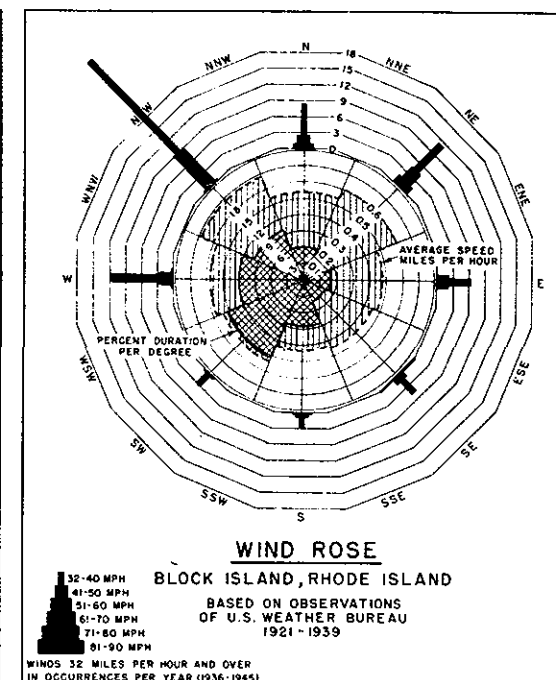 N
NNE
NE
ENE
E
ESE
SE
SSE
S
SSW
SW
WSW
W
WNW
NW
NNW
18
15
12
9
6
3
0
0.6
0.5
0.4
0.3
0.2
0.1
18
15
12
9
6
3
AVERAGE SPEED
MILES PER HOUR
PERCENT DURATION
PER DEGREE
WIND ROSE
BLOCK ISLAND, RHODE ISLAND
BASED ON OBSERVATIONS
OF U.S. WEATHER BUREAU
1921-1939
32-40 MPH
41-50 MPH
51-60 MPH
61-70 MPH
71-80 MPH
81-90 MPH
WINDS 32 MILES PER HOUR AND OVER
IN OCCURRENCES PER YEAR (1936-1945)